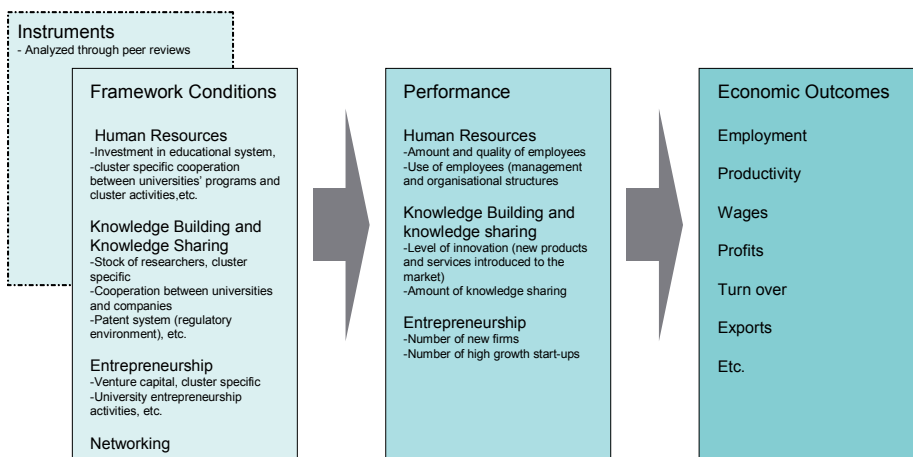 Instruments
- Analyzed through peer reviews
Framework Conditions
Human Resources
-Investment in educational system,
-cluster specific cooperation
between universities' programs and
cluster activities,etc.
Knowledge Building and
Knowledge Sharing
-Stock of researchers, cluster
specific
-Cooperation between universities
and companies
-Patent system (regulatory
environment), etc.
Entrepreneurship
-Venture capital, cluster specific
-University entrepreneurship
activities, etc.
Networking
Performance
Human Resources
-Amount and quality of employees
-Use of employees (management
and organisational structures
Knowledge Building and
knowledge sharing
-Level of innovation (new products
and services introduced to the
market)
-Amount of knowledge sharing
Entrepreneurship
-Number of new firms
-Number of high growth start-ups
Economic Outcomes
Employment
Productivity
Wages
Profits
Turn over
Exports
Etc.